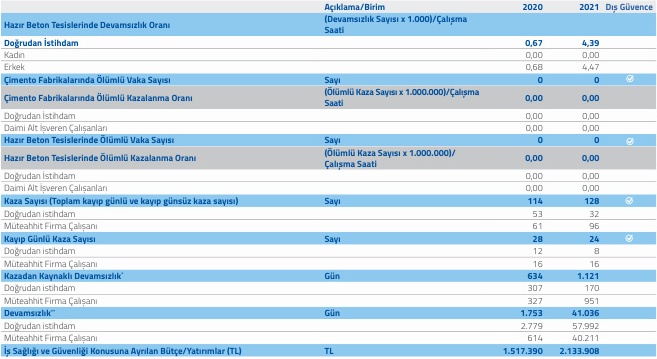 Açıklama/Birim 2020 2021 Dış Güvence
Hazır Beton Tesislerinde Devamsızlık Oranı (Devamsızlık Sayısı x 1.000)/Çalışma
Saati
Doğrudan İstihdam 0,67 4,39
Kadın 0,00 0,00
Erkek 0,68 4,47
Çimento Fabrikalarında Ölümlü Vaka Sayısı Sayı 0 0
Çimento Fabrikalarında Ölümlü Kazalanma Oranı (Ölümlü Kaza Sayısı x 1.000.000)/Çalışma
Saati 0,00 0,00
Doğrudan İstihdam 0,00 0,00
Daimi Alt İşveren Çalışanları 0,00 0,00
Hazır Beton Tesislerinde Ölümlü Vaka Sayısı Sayı 0 0
Hazır Beton Tesislerinde Ölümlü Kazalanma Oranı (Ölümlü Kaza Sayısı x 1.000.000)/
Çalışma Saati 0,00 0,00
Doğrudan İstihdam 0,00 0,00
Daimi Alt İşveren Çalışanları 0,00 0,00
Kaza Sayısı (Toplam kayıp günlü ve kayıp günsüz kaza sayısı) Sayı 114 128
Doğrudan istihdam 53 32
Müteahhit Firma Çalışanı 61 96
Kayıp Günlü Kaza Sayısı Sayı 28 24
Doğrudan istihdam 12 8
Müteahhit Firma Çalışanı 16 16
Kazadan Kaynaklı Devamsızlık* Gün 634 1.121
Doğrudan istihdam 307 170
Müteahhit Firma Çalışanı 327 951
Devamsızlık** Gün 1.753 41.036
Doğrudan istihdam 2.779 57.992
Müteahhit Firma Çalışanı 614 40.211
İş Sağlığı ve Güvenliği Konusuna Ayrılan Bütçe/Yatırımlar (TL) TL 1.517.390 2.133.908